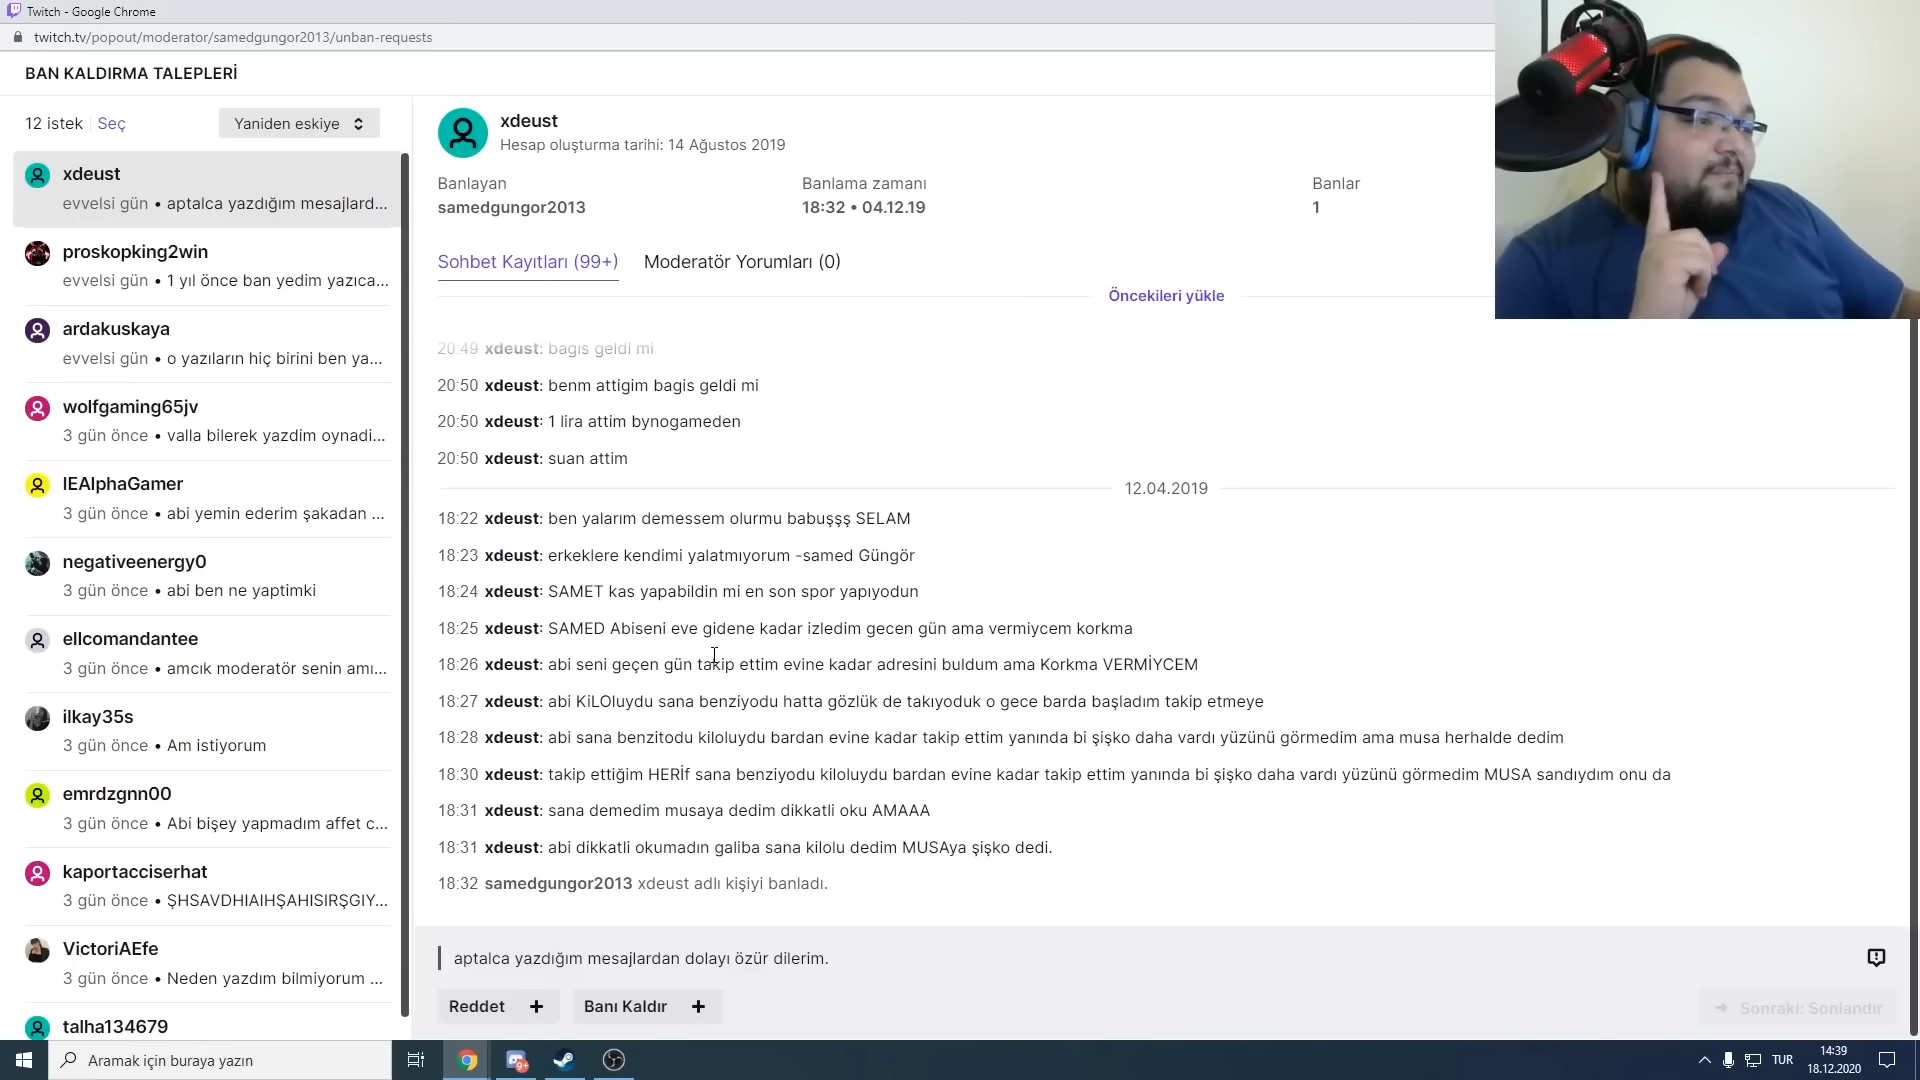 Twitch - Google Chrome
twitch.tv/popout/moderator/samedgungor2013/unban-requests
BAN KALDIRMA TALEPLERİ
12 istek
Seç
Yaniden eskiye
xdeust
evvelsi gün • aptalca yazdığım mesajlard...
proskopking2win
evvelsi gün • 1 yıl önce ban yedim yazıca...
ardakuskaya
evvelsi gün • o yazıların hiç birini ben ya...
wolfgaming65jv
3 gün önce • valla bilerek yazdim oynadi...
IEAlphaGamer
3 gün önce • abi yemin ederim şakadan ...
negativeenergy0
3 gün önce • abi ben ne yaptimki
ellcomandantee
3 gün önce • amcık moderatör senin amı...
ilkay35s
3 gün önce • Am istiyorum
emrdzgnn00
3 gün önce • Abi bişey yapmadım affet c...
kaportacciserhat
3 gün önce • ŞHSAVDHIAIHŞAHISIRŞGIY...
VictoriAEfe
3 gün önce • Neden yazdım bilmiyorum ...
talha134679
xdeust
Hesap oluşturma tarihi: 14 Ağustos 2019
Banlayan
samedgungor2013
Banlama zamanı
18:32 • 04.12.19
Banlar
1
Sohbet Kayıtları (99+)
Moderatör Yorumları (0)
Öncekileri yükle
20:49 xdeust: bagis geldi mi
20:50 xdeust: benm attigim bagis geldi mi
20:50 xdeust: 1 lira attim bynogameden
20:50 xdeust: suan attim
12.04.2019
18:22 xdeust: ben yalarım demessem olurmu babuşşş SELAM
18:23 xdeust: erkeklere kendimi yalatmıyorum -samed Güngör
18:24 xdeust: SAMET kas yapabildin mi en son spor yapıyodun
18:25 xdeust: SAMED Abiseni eve gidene kadar izledim gecen gün ama vermiycem korkma
18:26 xdeust: abi seni geçen gün takip ettim evine kadar adresini buldum ama Korkma VERMİYCEM
18:27 xdeust: abi KiLOluydu sana benziyodu hatta gözlük de takıyoduk o gece barda başladım takip etmeye
18:28 xdeust: abi sana benzitodu kiloluydu bardan evine kadar takip ettim yanında bi şişko daha vardı yüzünü görmedim ama musa herhalde dedim
18:30 xdeust: takip ettiğim HERİf sana benziyodu kiloluydu bardan evine kadar takip ettim yanında bi şişko daha vardı yüzünü görmedim MUSA sandıydım onu da
18:31 xdeust: sana demedim musaya dedim dikkatli oku AMAAA
18:31 xdeust: abi dikkatli okumadın galiba sana kilolu dedim MUSAya şişko dedi.
18:32 samedgungor2013 xdeust adlı kişiyi banladı.
aptalca yazdığım mesajlardan dolayı özür dilerim.
Reddet +
Banı Kaldır +
Sonraki: Sonlandır
Aramak için buraya yazın
9+
TUR
14:39
18.12.2020